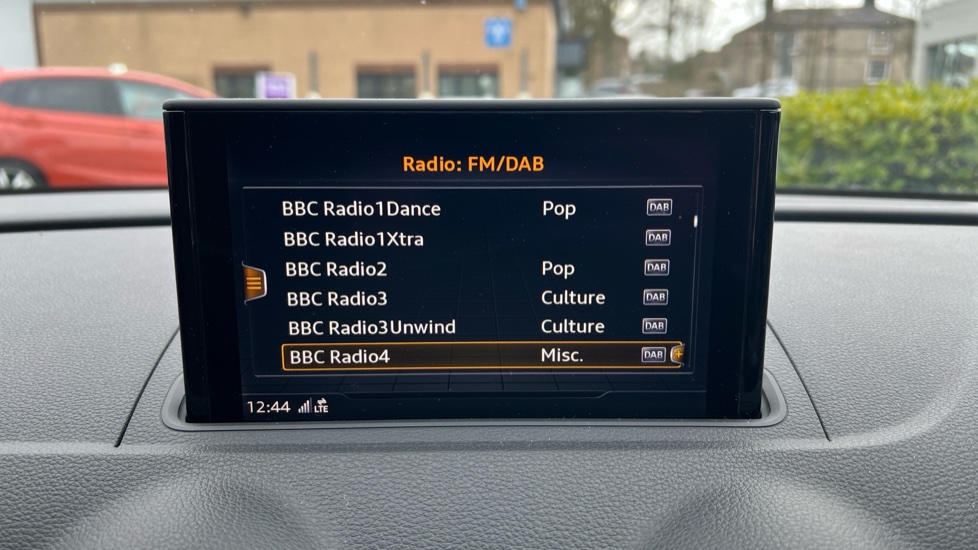 Radio: FM/DAB
BBC Radio1Dance Pop DAB
BBC Radio1Xtra DAB
BBC Radio2 Pop DAB
BBC Radio3 Culture DAB
BBC Radio3Unwind Culture DAB
BBC Radio4 Misc. DAB
12:44 LTE